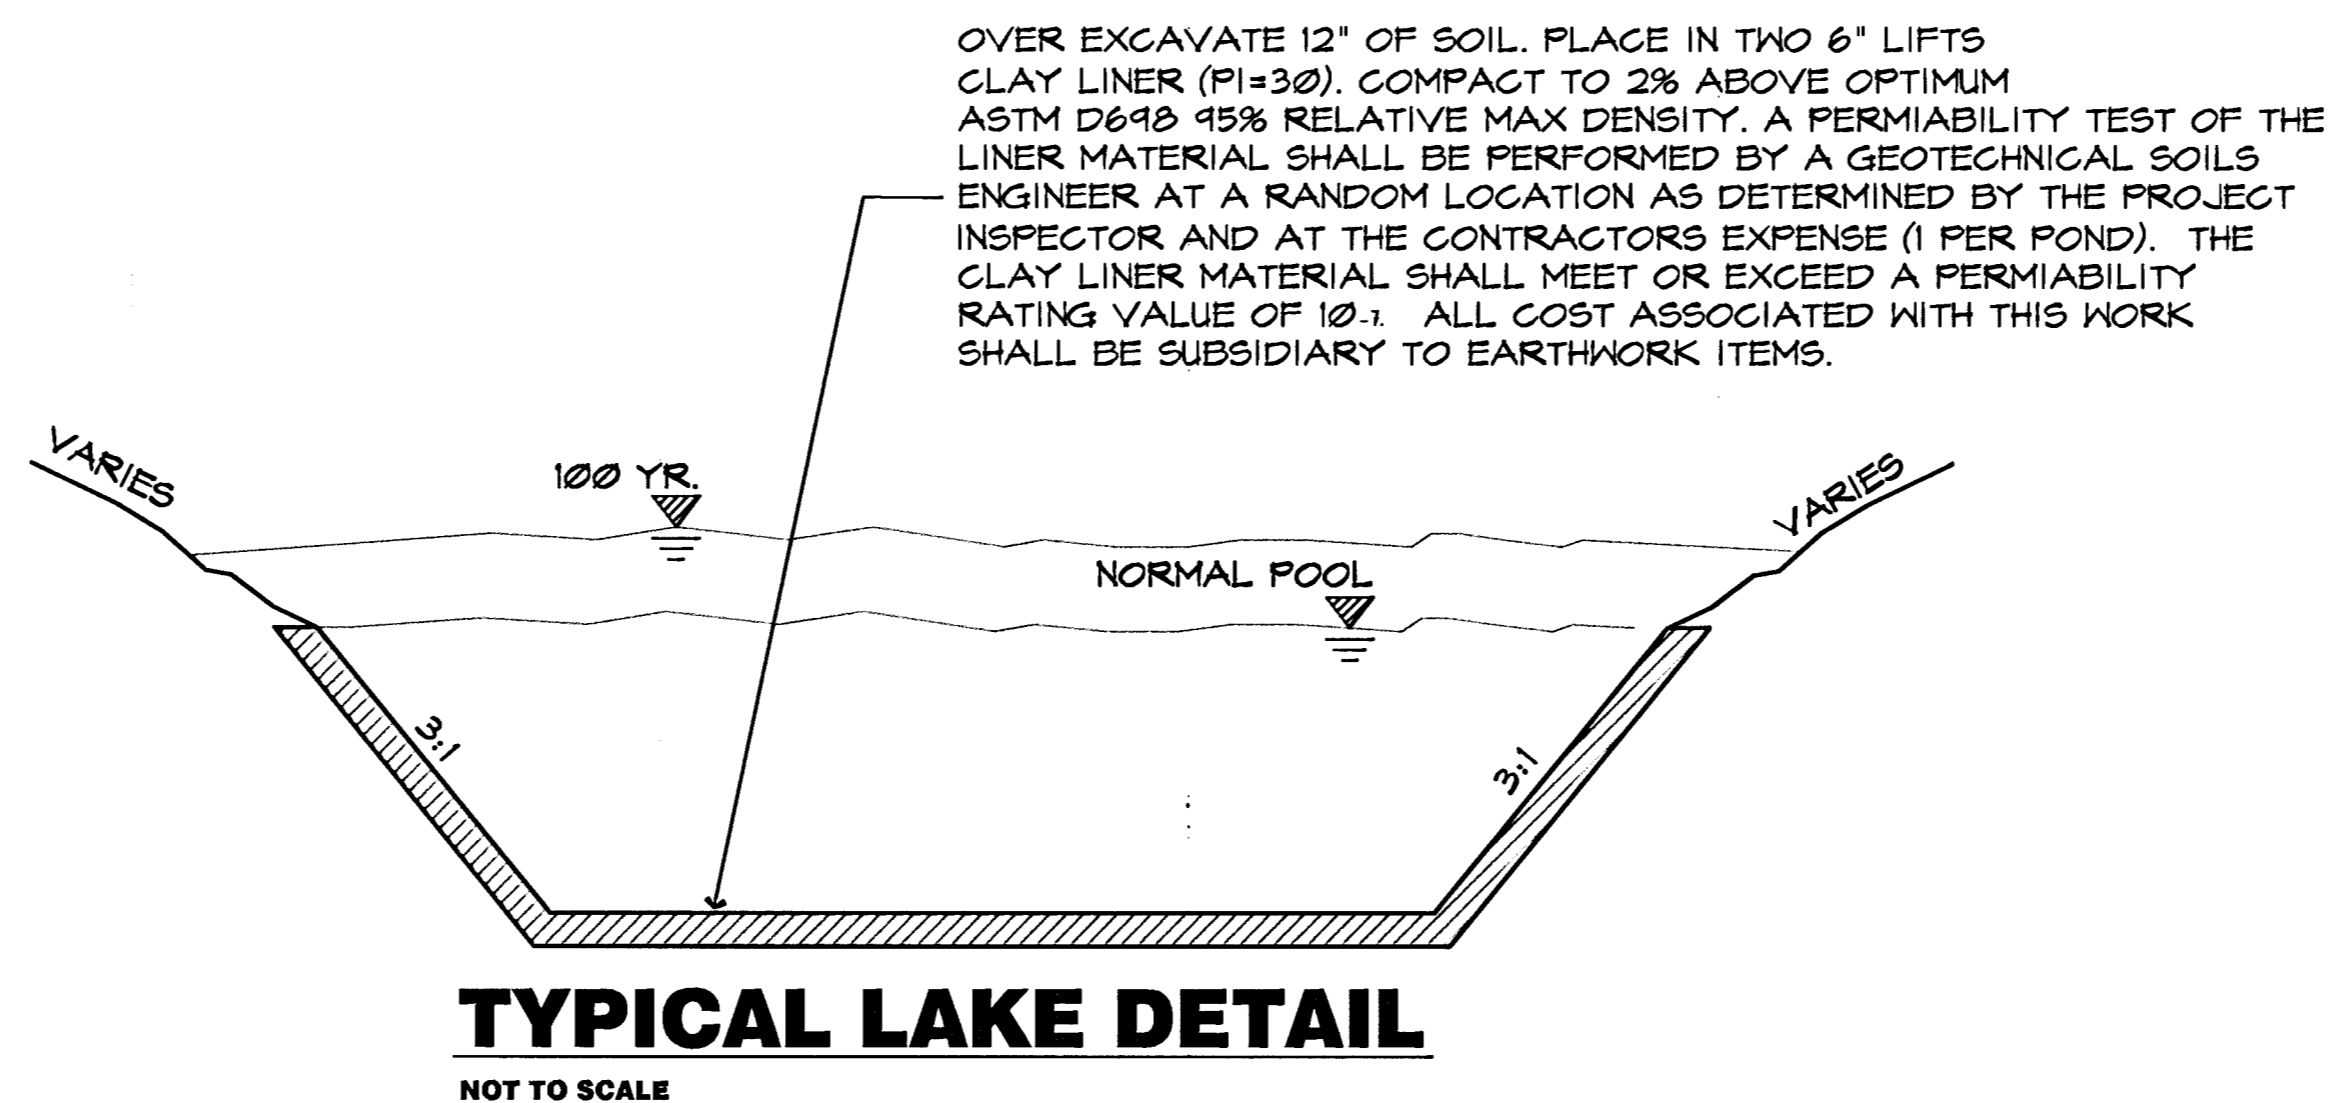 OVER EXCAVATE 12" OF SOIL. PLACE IN TWO 6" LIFTS
CLAY LINER (PI=30). COMPACT TO 2% ABOVE OPTIMUM
ASTM D698 95% RELATIVE MAX DENSITY. A PERMIABILITY TEST OF THE
LINER MATERIAL SHALL BE PERFORMED BY A GEOTECHNICAL SOILS
ENGINEER AT A RANDOM LOCATION AS DETERMINED BY THE PROJECT
INSPECTOR AND AT THE CONTRACTORS EXPENSE (1 PER POND). THE
CLAY LINER MATERIAL SHALL MEET OR EXCEED A PERMIABILITY
RATING VALUE OF 10-7. ALL COST ASSOCIATED WITH THIS WORK
SHALL BE SUBSIDIARY TO EARTHWORK ITEMS.
VARIES
100 YR.
VARIES
NORMAL POOL
3:1
3:1
TYPICAL LAKE DETAIL
NOT TO SCALE